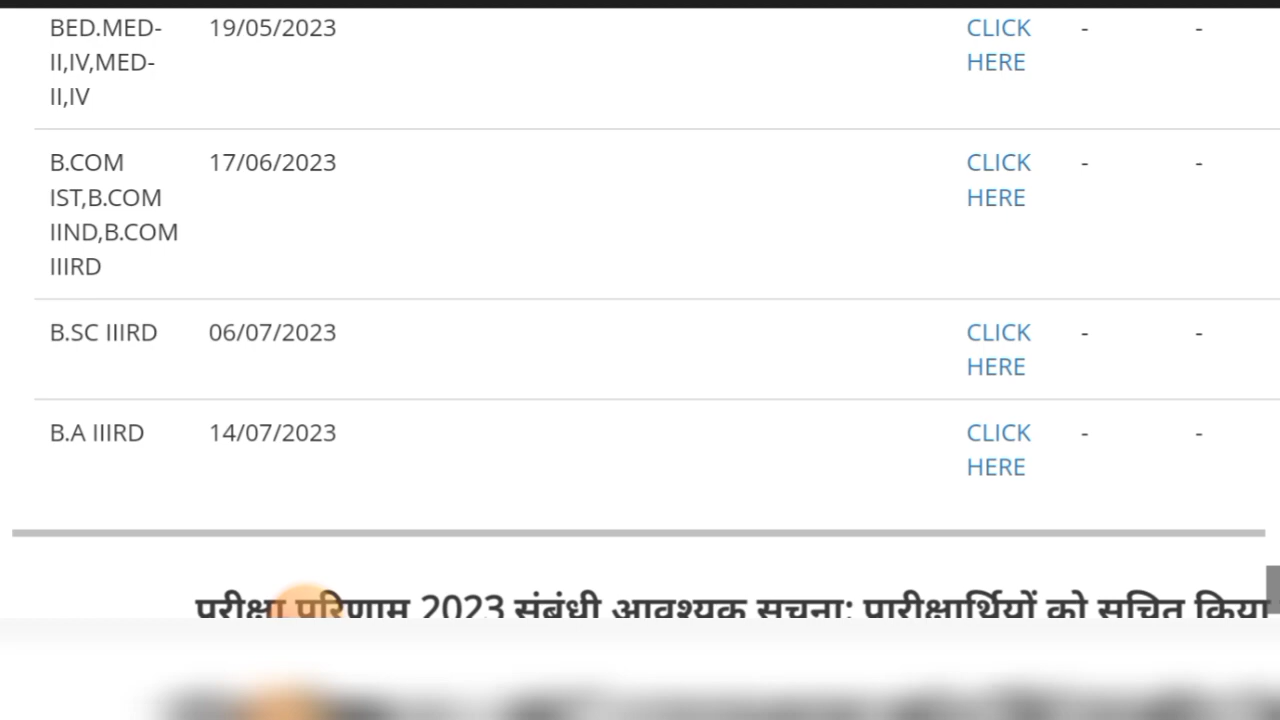 BED.MED- 19/05/2023 CLICK - -
II,IV,MED- HERE
II,IV
B.COM 17/06/2023 CLICK - -
IST,B.COM HERE
IIND,B.COM
IIIRD
B.SC IIIRD 06/07/2023 CLICK - -
HERE
B.A IIIRD 14/07/2023 CLICK - -
HERE
परीक्षा परिणाम 2023 संबंधी आवश्यक सूचना: पारीक्षार्थियों को सूचित किया